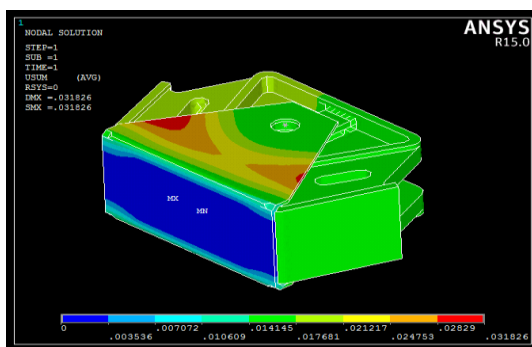 1
NODAL SOLUTION
STEP=1
SUB =1
TIME=1
USUM (AVG)
RSYS=0
DMX =.031826
SMX =.031826
ANSYS
R15.0
MX
MN
0 .007072 .014145 .021217 .02829
.003536 .010609 .017681 .024753 .031826